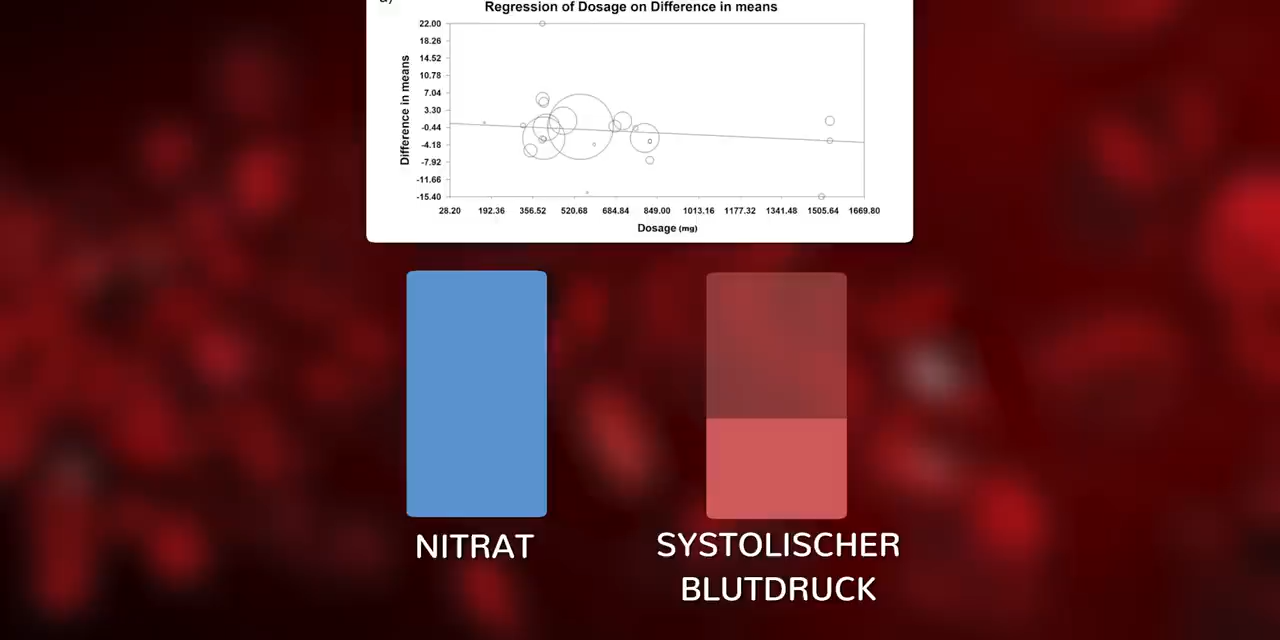 Regression of Dosage on Difference in means
22.00
18.26
14.52
10.78
7.04
3.30
-0.44
-4.18
-7.92
-11.66
-15.40
Difference in means
28.20 192.36 356.52 520.68 684.84 849.00 1013.16 1177.32 1341.48 1505.64 1669.80
Dosage (mg)
NITRAT
SYSTOLISCHER
BLUTDRUCK